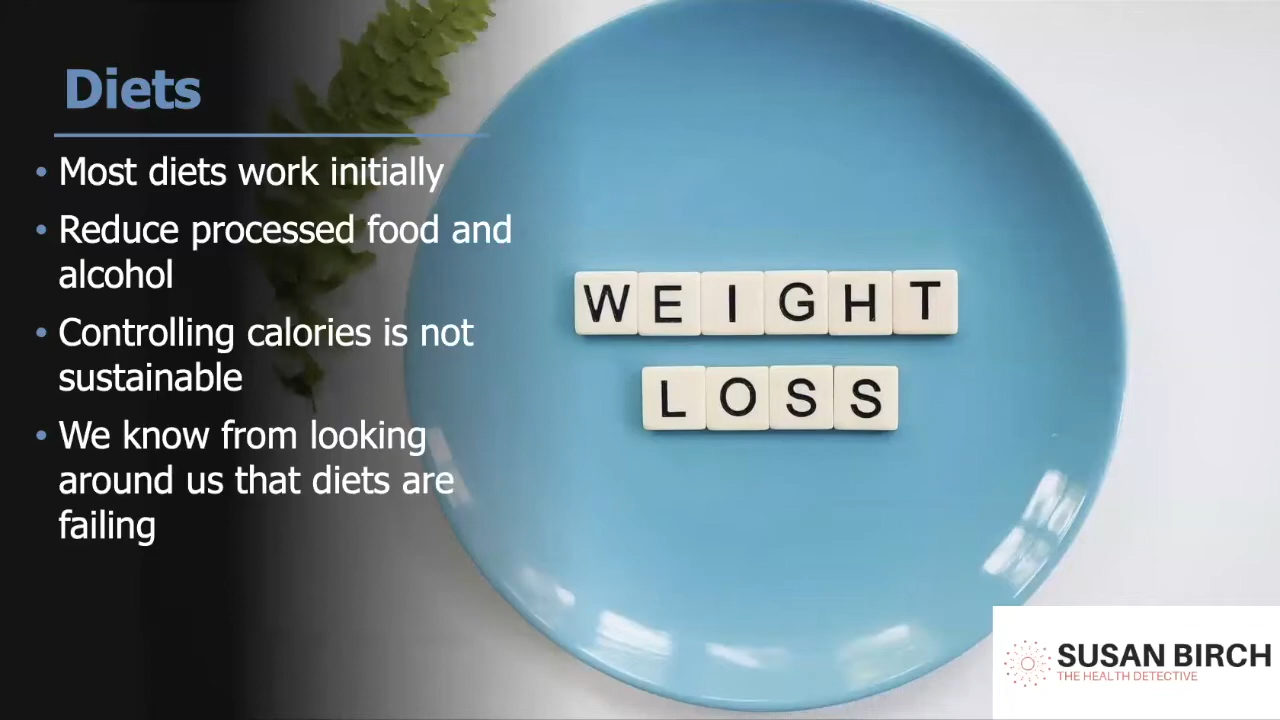 Diets
• Most diets work initially
• Reduce processed food and
alcohol
• Controlling calories is not
sustainable
• We know from looking
around us that diets are
failing
WEIGHT
LOSS
SUSAN BIRCH
THE HEALTH DETECTIVE